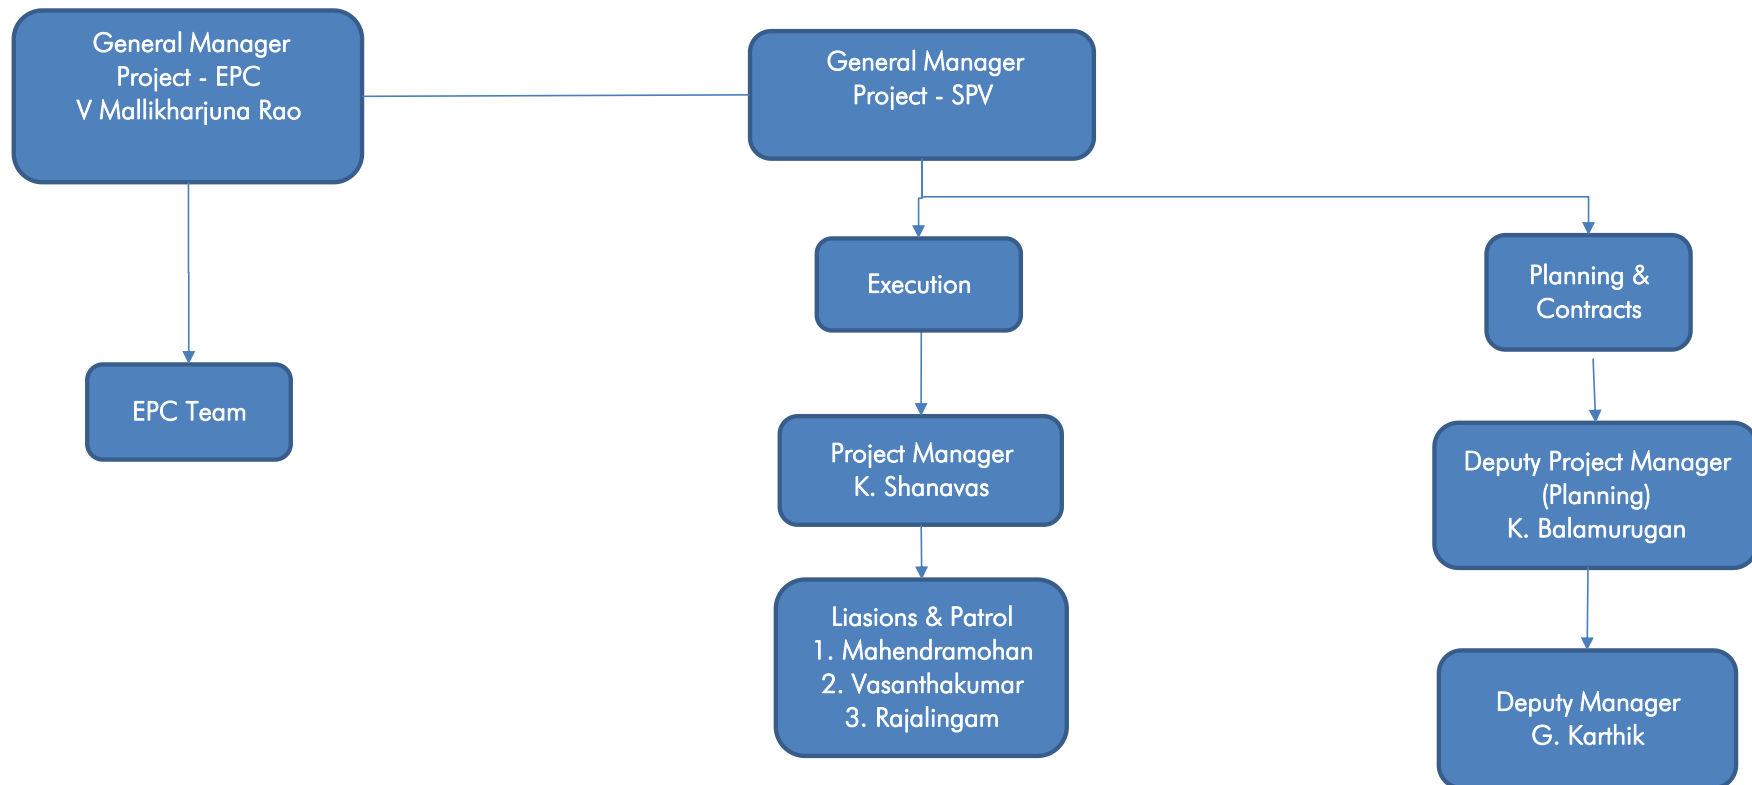 General Manager
Project - EPC
V Mallikharjuna Rao
General Manager
Project - SPV
Execution
Planning &
Contracts
EPC Team
Project Manager
K. Shanavas
Deputy Project Manager
(Planning)
K. Balamurugan
Liasions & Patrol
1. Mahendramohan
2. Vasanthakumar
3. Rajalingam
Deputy Manager
G. Karthik